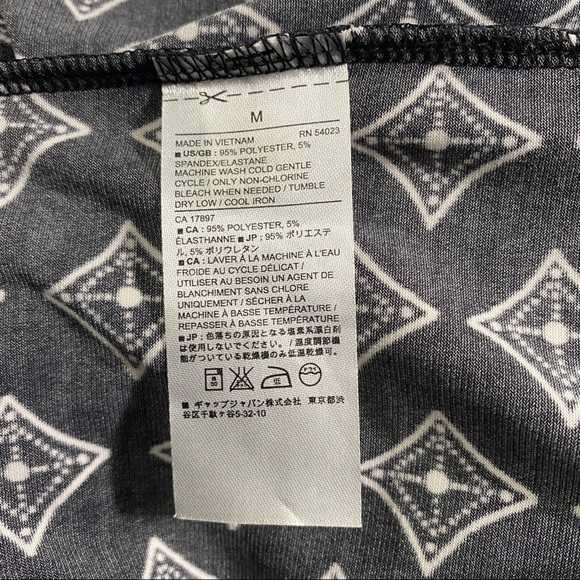 M
MADE IN VIETNAM RN 54023
■ US/GB : 95% POLYESTER, 5%
SPANDEX/ELASTANE
MACHINE WASH COLD GENTLE
CYCLE / ONLY NON-CHLORINE
BLEACH WHEN NEEDED / TUMBLE
DRY LOW / COOL IRON
CA 17897
■ CA : 95% POLYESTER, 5%
ÉLASTHANNE ■ JP : 95% ポリエステ
ル, 5% ポリウレタン
■ CA : LAVER À LA MACHINE À L'EAU
FROIDE AU CYCLE DÉLICAT /
UTILISER AU BESOIN UN AGENT DE
BLANCHIMENT SANS CHLORE
UNIQUEMENT / SÉCHER À LA
MACHINE À BASSE TEMPÉRATURE /
REPASSER À BASSE TEMPÉRATURE
■ JP : 色落ちの原因となる塩素系漂白剤
は使用しないでください。/ 温度調節
機能がついている乾燥機のみ低温乾燥可。
■ ギャップジャパン株式会社 東京都渋
谷区千駄ヶ谷5-32-10